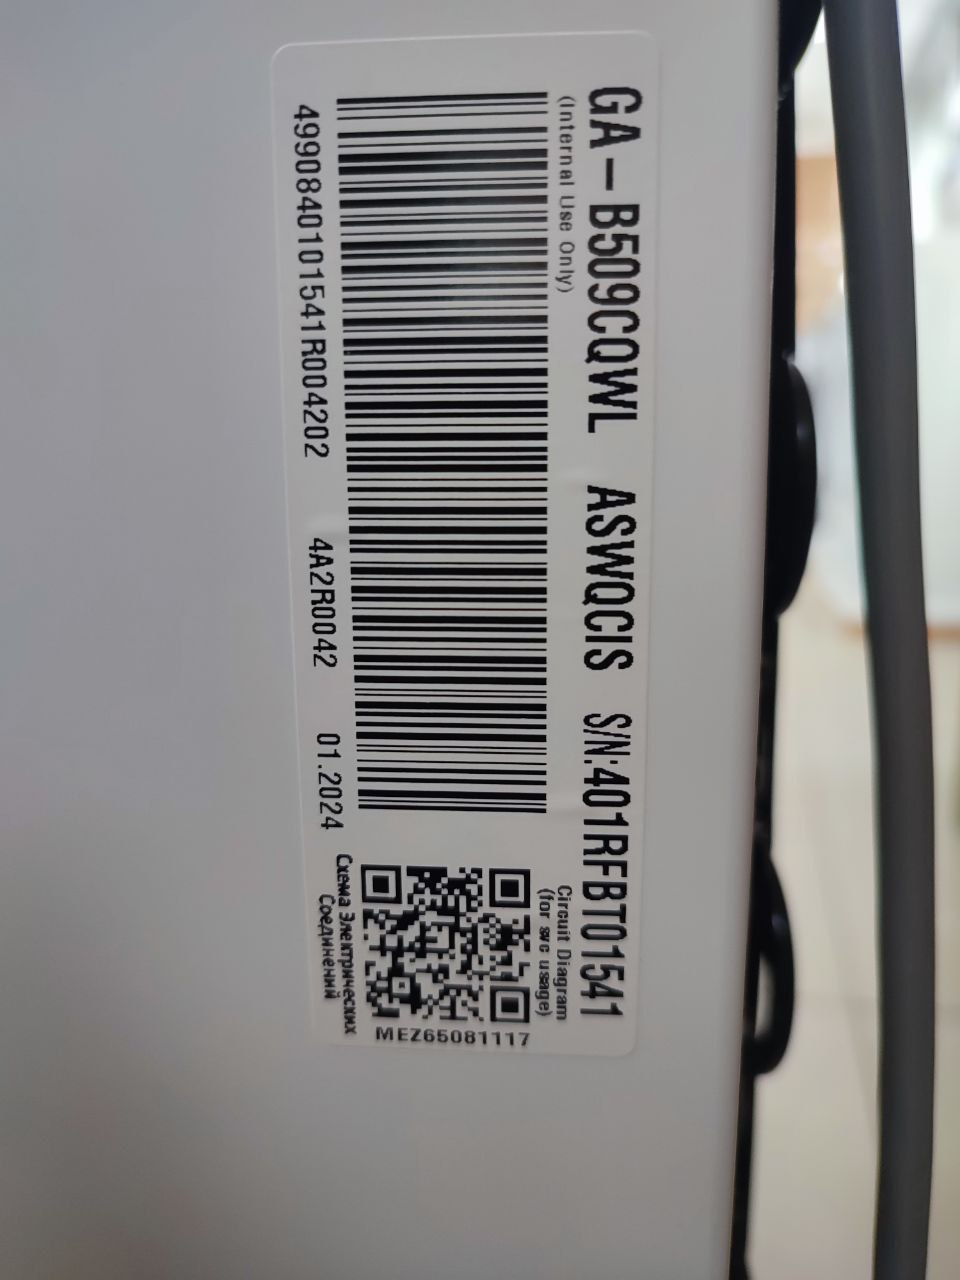 GA-B509CQWL ASWQCIS S/N:401RFBT01541
(Internal Use Only)
Circuit Diagram
(for svc usage)
MEZ65081117
4990840101541R004202 4A2R0042 01.2024
Схема Электрических
Соединений